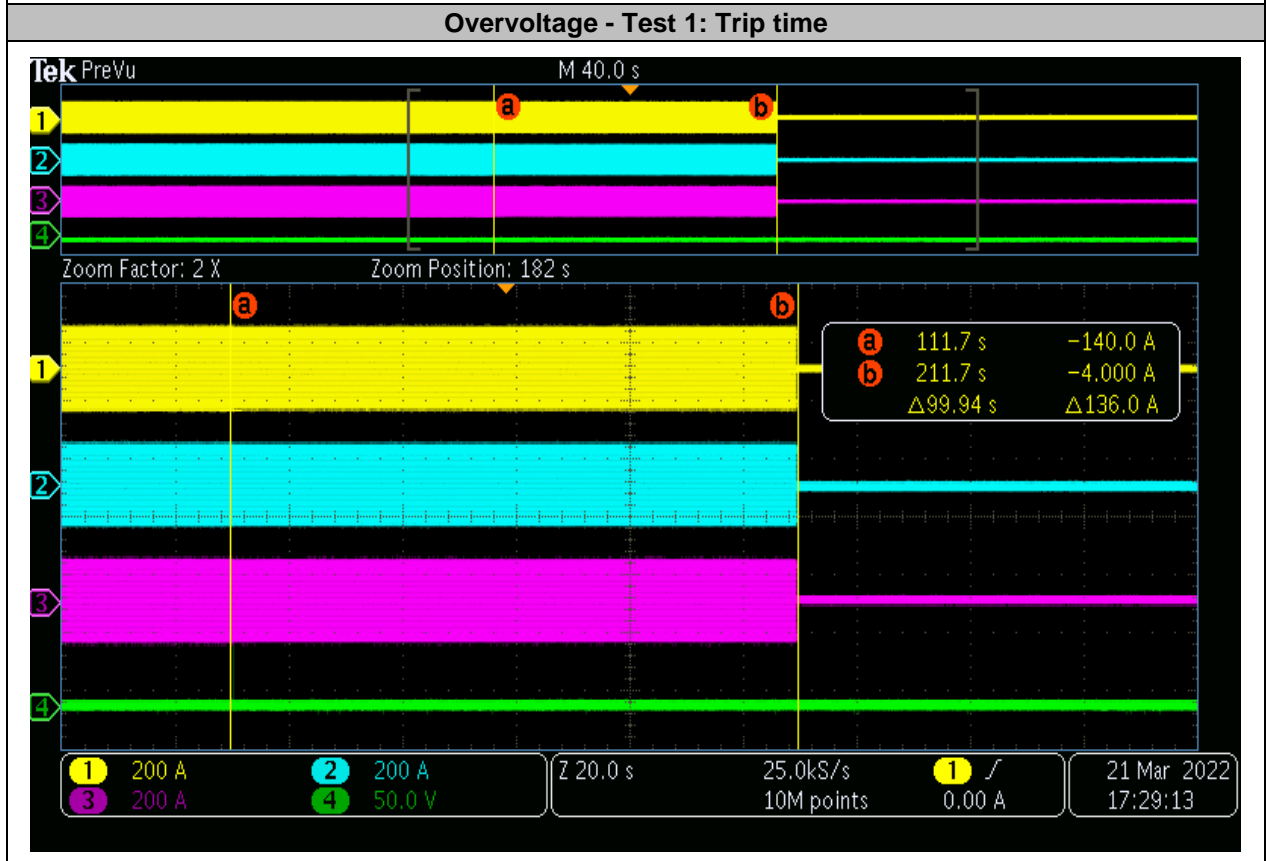 Overvoltage - Test 1: Trip time
Tek PreVu M 40.0 s
a b
1
2
3
4
Zoom Factor: 2 X Zoom Position: 182 s
a b
a 111.7 s −140.0 A
1
b 211.7 s −4.000 A
△99.94 s △136.0 A
2
3
4
1 200 A 2 200 A Z 20.0 s 25.0kS/s 1 / 21 Mar 2022
3 200 A 4 50.0 V 10M points 0.00 A 17:29:13